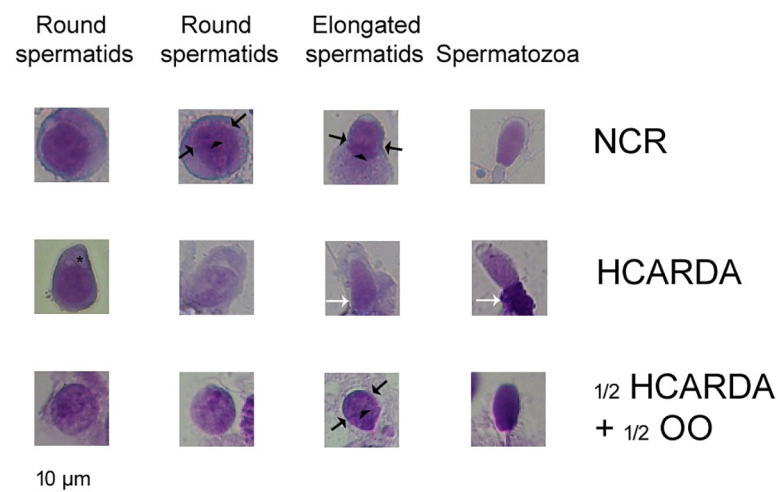 Round spermatids
Round spermatids
Elongated spermatids
Spermatozoa
NCR
HCARDA
1/2 HCARDA
+ 1/2 OO
10 µm